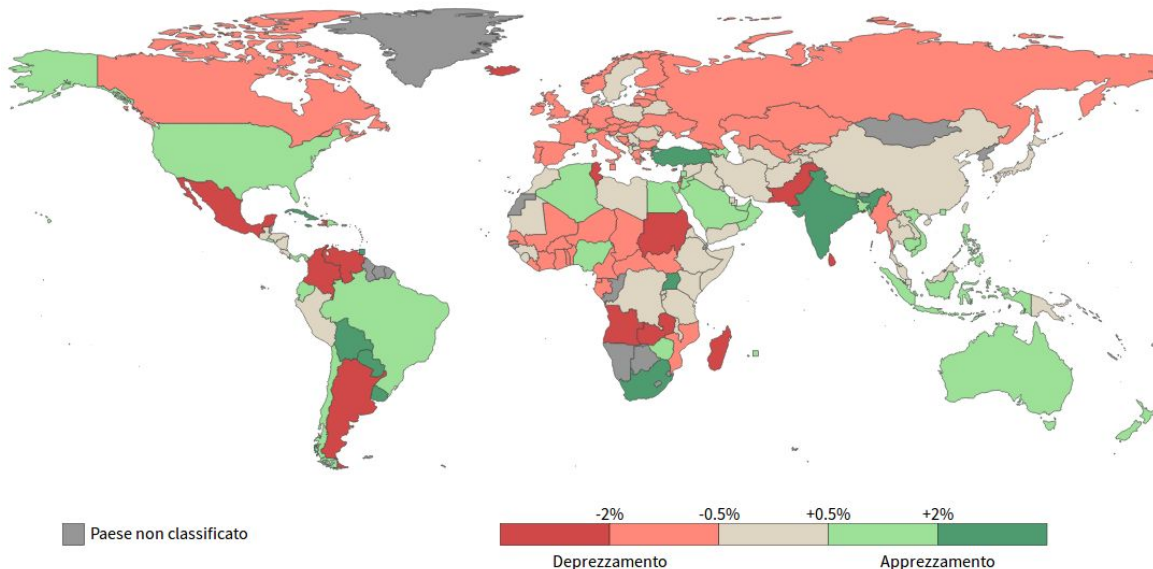 -2% -0.5% +0.5% +2%
Paese non classificato
Deprezzamento Apprezzamento